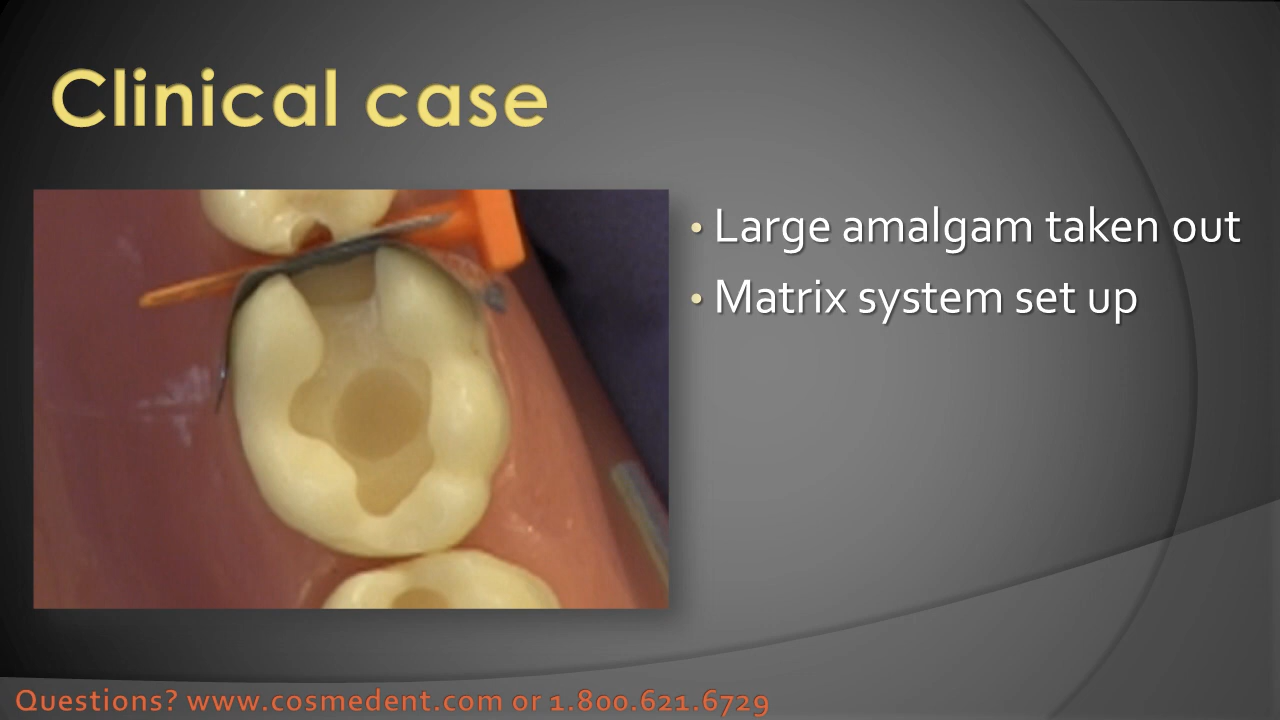 Clinical case
• Large amalgam taken out
• Matrix system set up
Questions? www.cosmedent.com or 1.800.621.6729